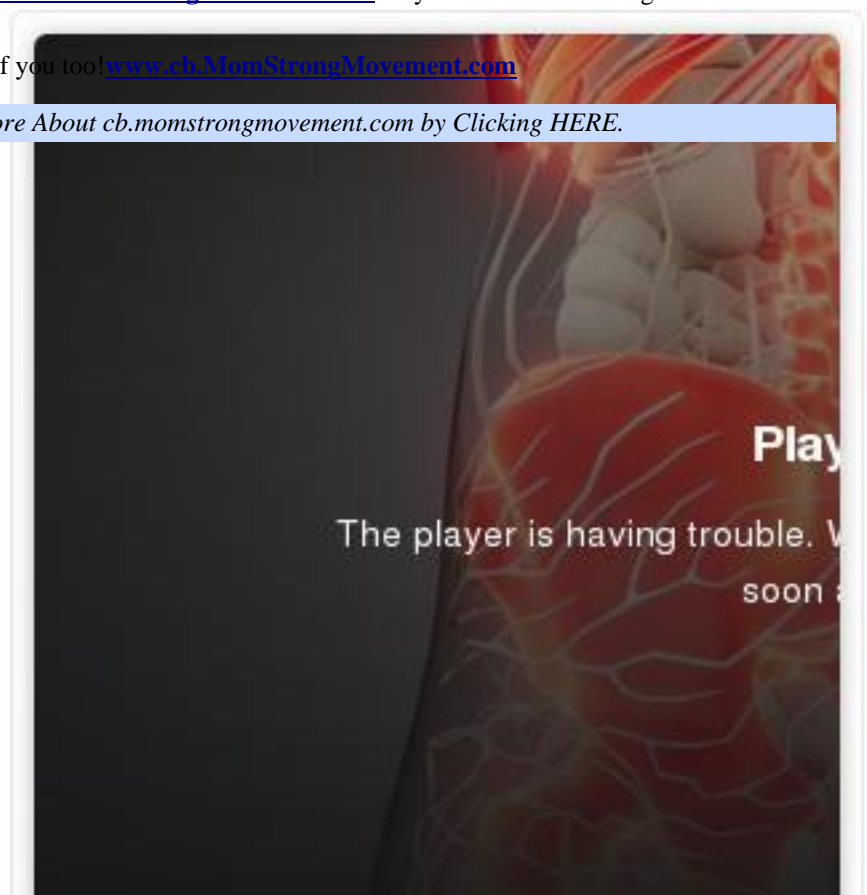 f you too!www.cb.MomStrongMovement.com
ore About cb.momstrongmovement.com by Clicking HERE.
Play
The player is having trouble. W
soon a